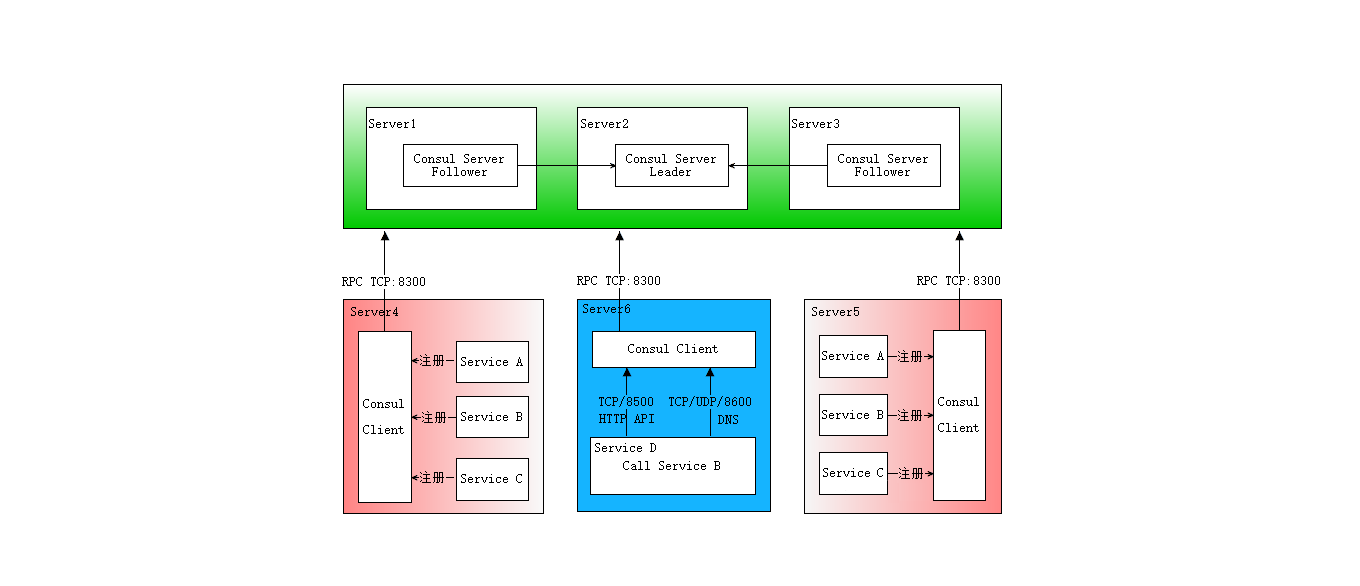 Server1
Consul Server
Follower
Server2
Consul Server
Leader
Server3
Consul Server
Follower
RPC TCP:8300
RPC TCP:8300
RPC TCP:8300
Server4
Consul
Client
注册
Service A
注册
Service B
注册
Service C
Server6
Consul Client
TCP/8500
HTTP API
TCP/UDP/8600
DNS
Service D
Call Service B
Server5
Service A
注册
Service B
注册
Service C
注册
Consul
Client